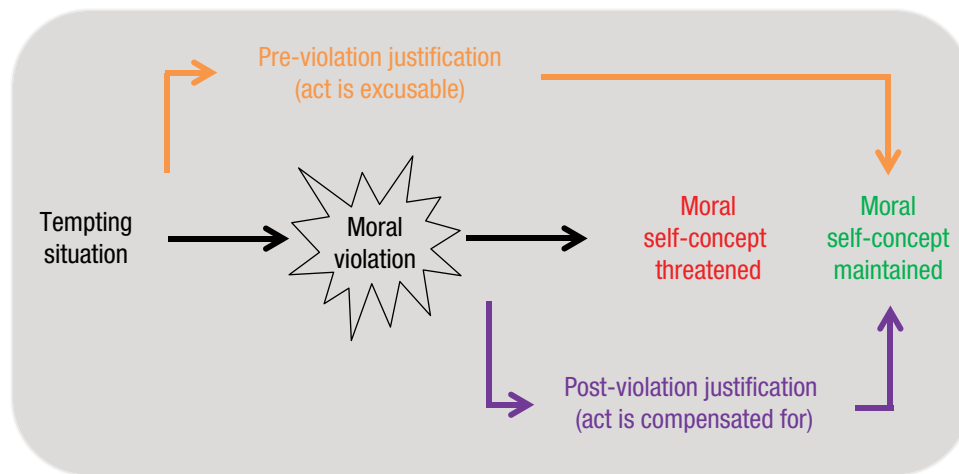 Pre-violation justification
(act is excusable)
Tempting
situation
Moral
violation
Moral
self-concept
threatened
Moral
self-concept
maintained
Post-violation justification
(act is compensated for)